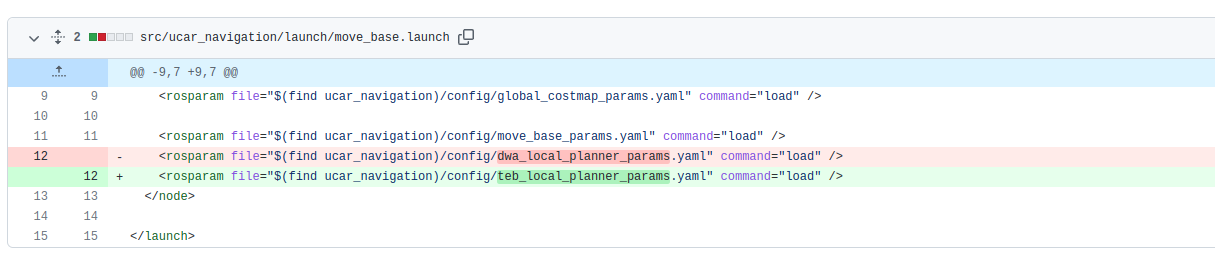 2 src/ucar_navigation/launch/move_base.launch
@@ -9,7 +9,7 @@
9 9 <rosparam file="$(find ucar_navigation)/config/global_costmap_params.yaml" command="load" />
10 10
11 11 <rosparam file="$(find ucar_navigation)/config/move_base_params.yaml" command="load" />
12 - <rosparam file="$(find ucar_navigation)/config/dwa_local_planner_params.yaml" command="load" />
12 + <rosparam file="$(find ucar_navigation)/config/teb_local_planner_params.yaml" command="load" />
13 13 </node>
14 14
15 15 </launch>